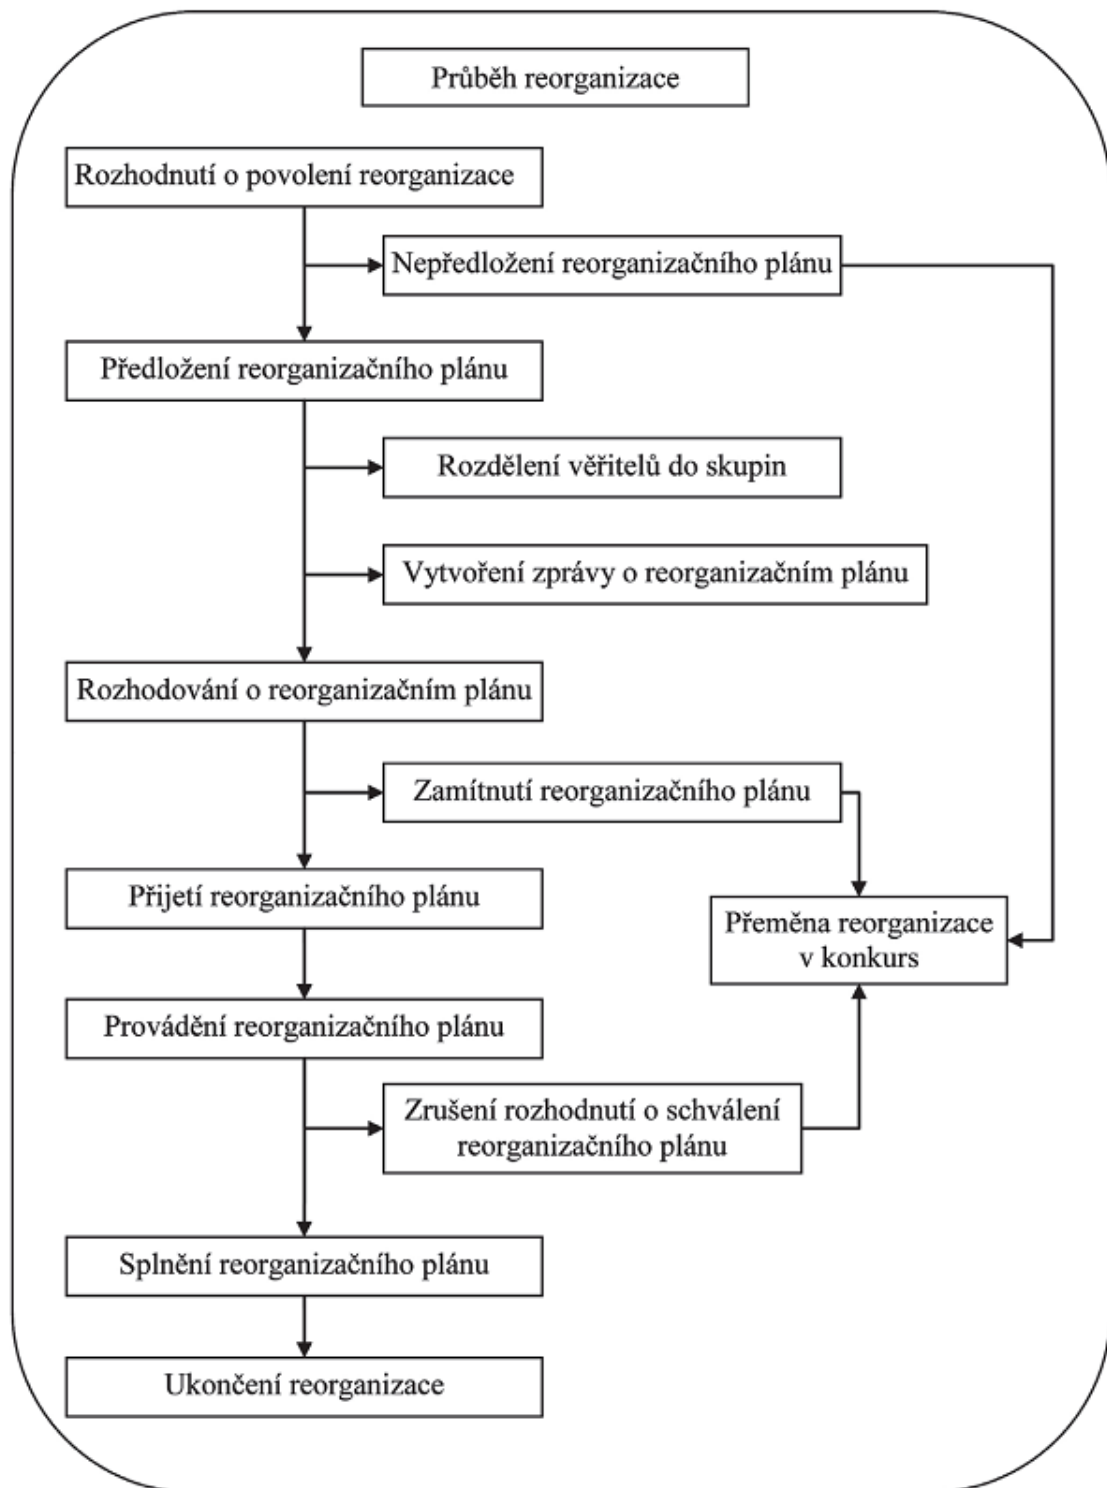 Průběh reorganizace
Rozhodnutí o povolení reorganizace
Nepředložení reorganizačního plánu
Předložení reorganizačního plánu
Rozdělení věřitelů do skupin
Vytvoření zprávy o reorganizačním plánu
Rozhodování o reorganizačním plánu
Zamítnutí reorganizačního plánu
Přijetí reorganizačního plánu
Přeměna reorganizace
v konkurs
Provádění reorganizačního plánu
Zrušení rozhodnutí o schválení
reorganizačního plánu
Splnění reorganizačního plánu
Ukončení reorganizace